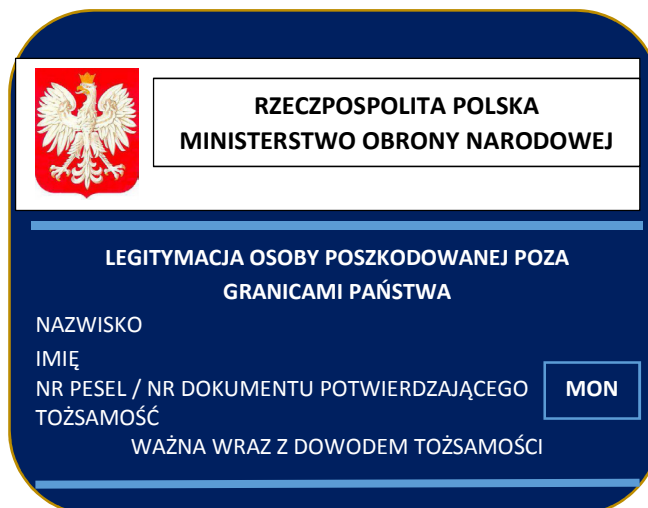 RZECZPOSPOLITA POLSKA
MINISTERSTWO OBRONY NARODOWEJ
LEGITYMACJA OSOBY POSZKODOWANEJ POZA
GRANICAMI PAŃSTWA
NAZWISKO
IMIĘ
NR PESEL / NR DOKUMENTU POTWIERDZAJĄCEGO
TOŻSAMOŚĆ
MON
WAŻNA WRAZ Z DOWODEM TOŻSAMOŚCI